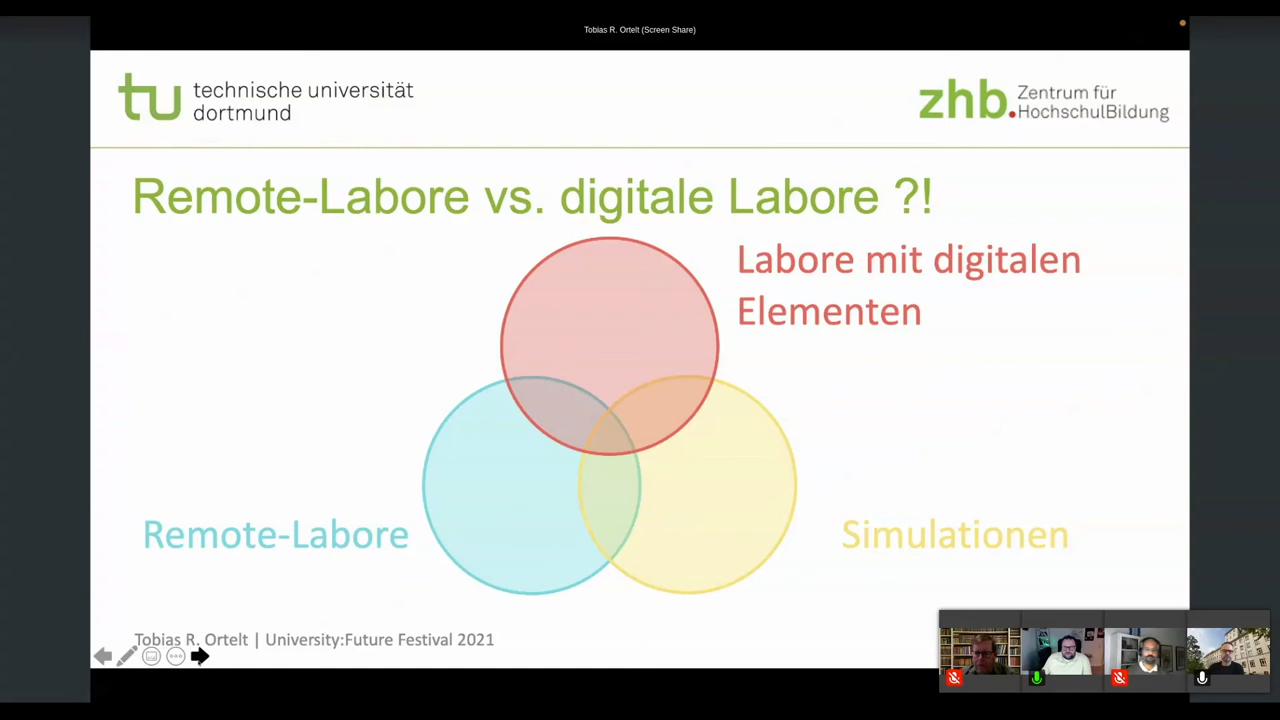 Tobias R. Ortelt (Screen Share)
tu technische universität
dortmund
zhb. Zentrum für
HochschulBildung
Remote-Labore vs. digitale Labore ?!
Labore mit digitalen
Elementen
Remote-Labore
Simulationen
Tobias R. Ortelt | University:Future Festival 2021